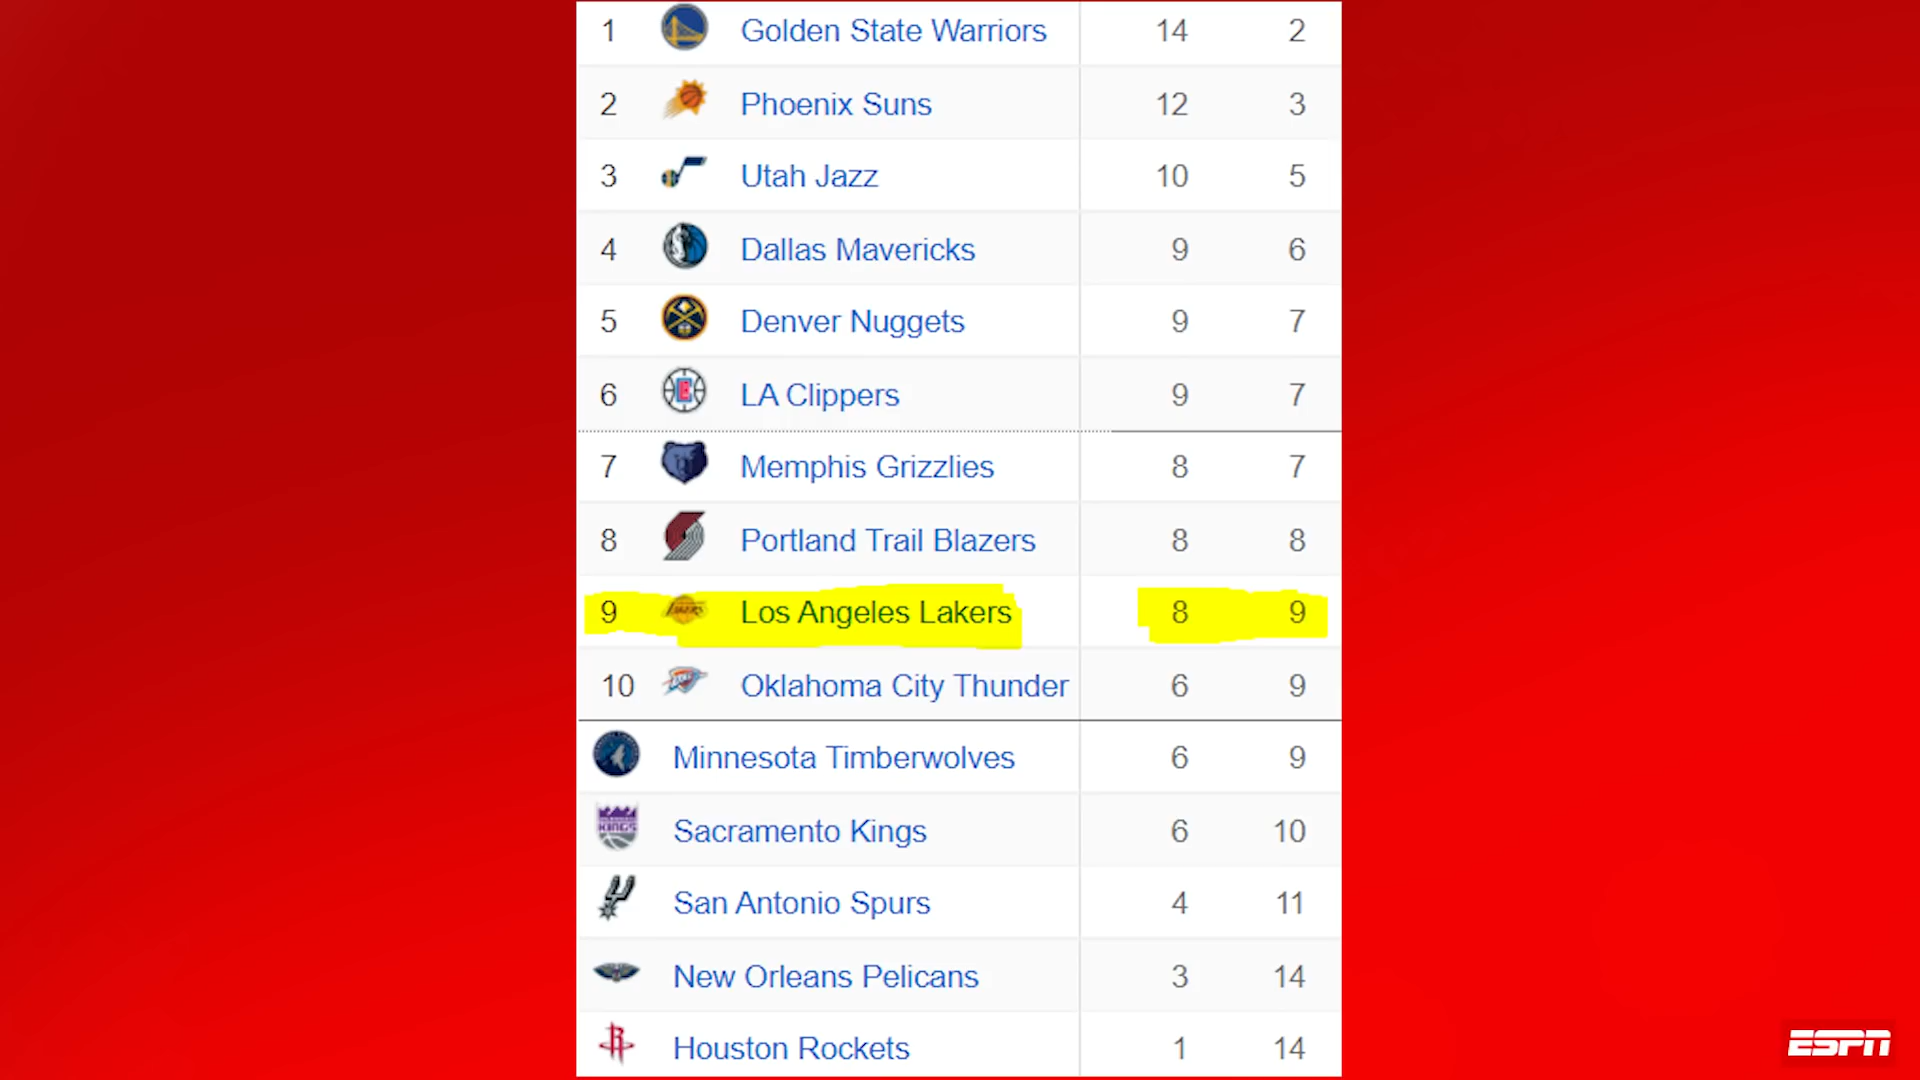 1 Golden State Warriors 14 2
2 Phoenix Suns 12 3
3 Utah Jazz 10 5
4 Dallas Mavericks 9 6
5 Denver Nuggets 9 7
6 LA Clippers 9 7
7 Memphis Grizzlies 8 7
8 Portland Trail Blazers 8 8
9 LAKERS Los Angeles Lakers 8 9
10 Oklahoma City Thunder 6 9
Minnesota Timberwolves 6 9
KINGS Sacramento Kings 6 10
San Antonio Spurs 4 11
New Orleans Pelicans 3 14
Houston Rockets 1 14
ESPN